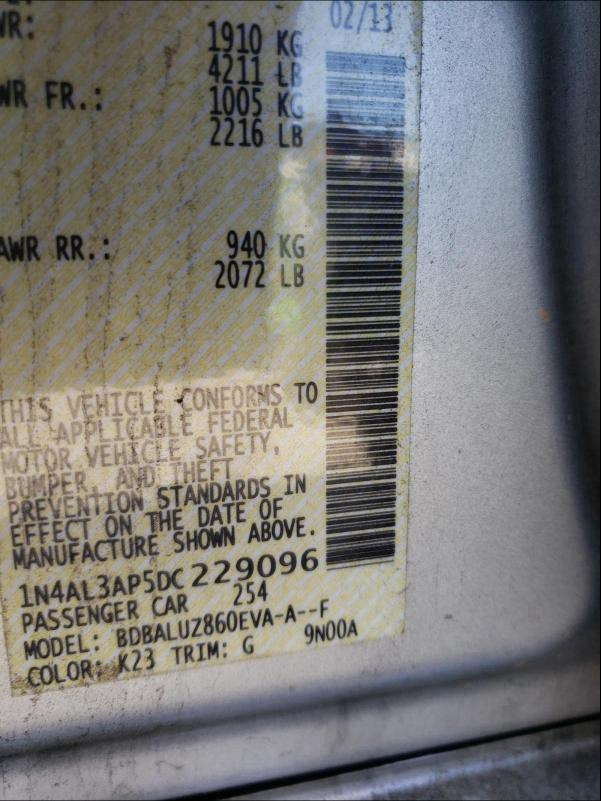 02/13
WR:
1910 KG
4211 LB
WR FR.: 1005 KG
2216 LB
AWR RR.: 940 KG
2072 LB
THIS VEHICLE CONFORMS TO
ALL APPLICABLE FEDERAL
MOTOR VEHICLE SAFETY,
BUMPER, AND THEFT
PREVENTION STANDARDS IN
EFFECT ON THE DATE OF
MANUFACTURE SHOWN ABOVE.
1N4AL3AP5DC229096
PASSENGER CAR 254
MODEL: BDBALUZ860EVA-A--F
COLOR: K23 TRIM: G 9N00A